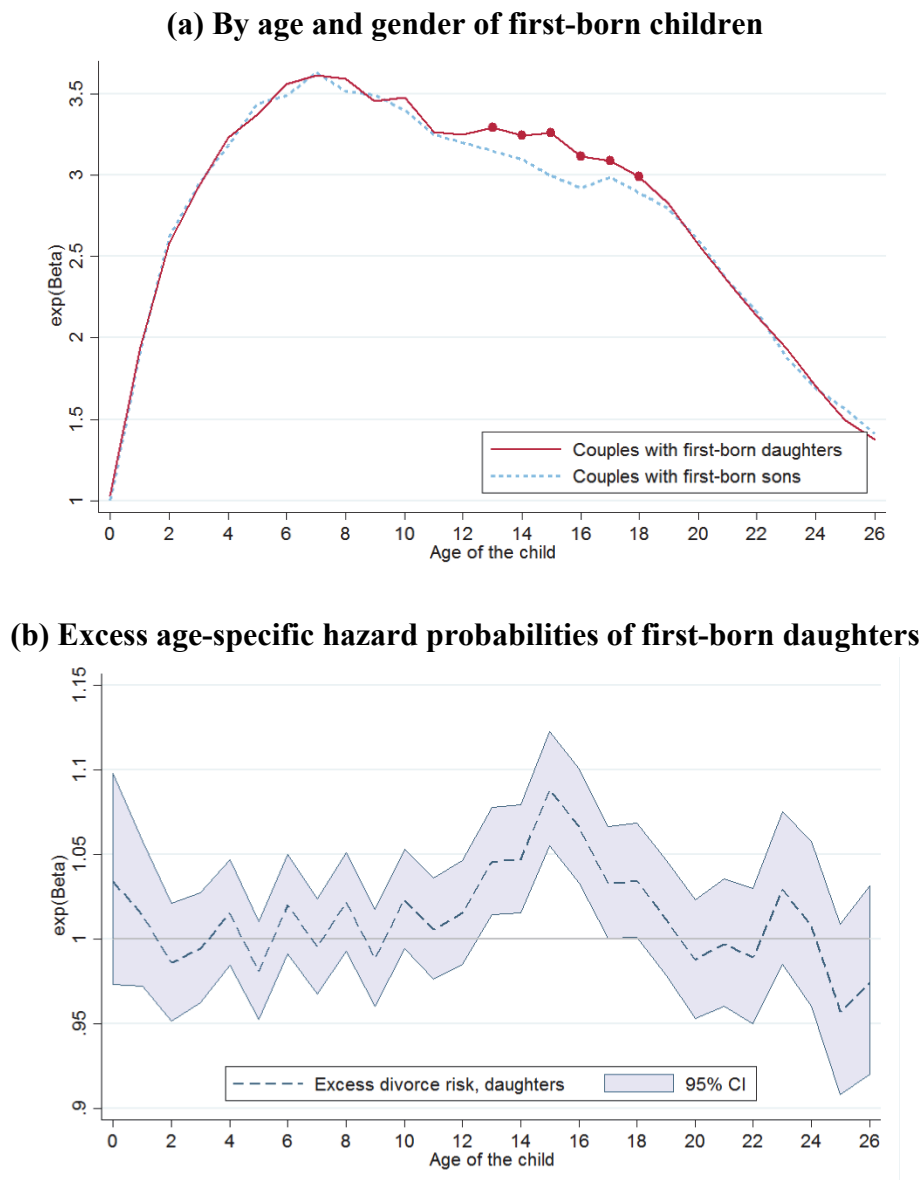 (a) By age and gender of first-born children
exp(Beta)
3.5
3
2.5
2
1.5
1
Couples with first-born daughters
Couples with first-born sons
0 2 4 6 8 10 12 14 16 18 20 22 24 26
Age of the child
(b) Excess age-specific hazard probabilities of first-born daughters
exp(Beta)
1.15
1.1
1.05
1
.95
.9
Excess divorce risk, daughters 95% CI
0 2 4 6 8 10 12 14 16 18 20 22 24 26
Age of the child